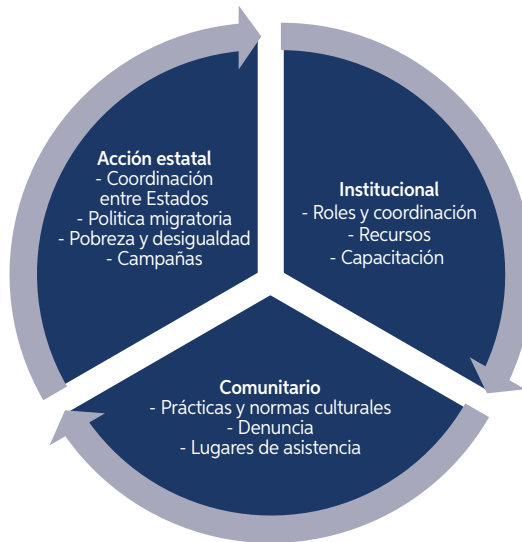 Acción estatal
- Coordinación
entre Estados
- Politica migratoria
- Pobreza y desigualdad
- Campañas
Institucional
- Roles y coordinación
- Recursos
- Capacitación
Comunitario
- Prácticas y normas culturales
- Denuncia
- Lugares de asistencia